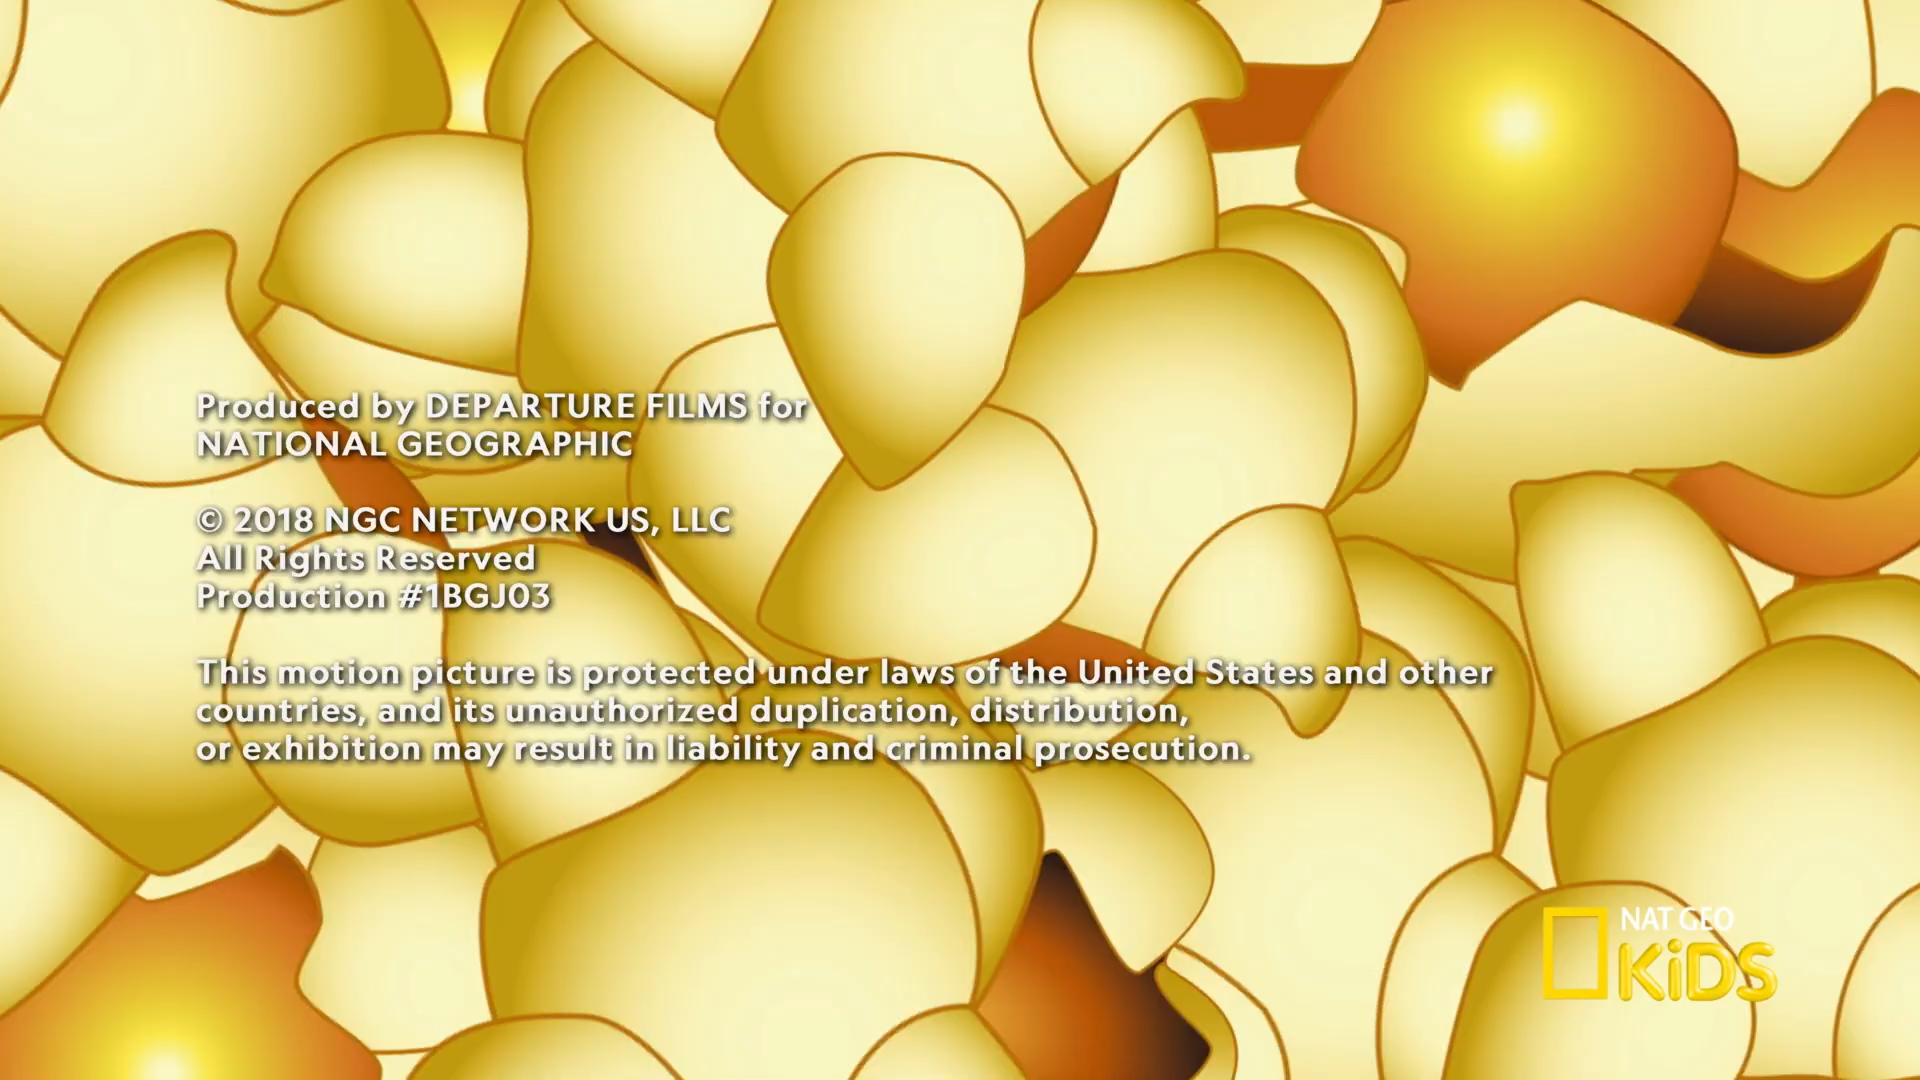 Produced by DEPARTURE FILMS for
NATIONAL GEOGRAPHIC
© 2018 NGC NETWORK US, LLC
All Rights Reserved
Production #1BGJ03
This motion picture is protected under laws of the United States and other
countries, and its unauthorized duplication, distribution,
or exhibition may result in liability and criminal prosecution.
NAT GEO
KiDS